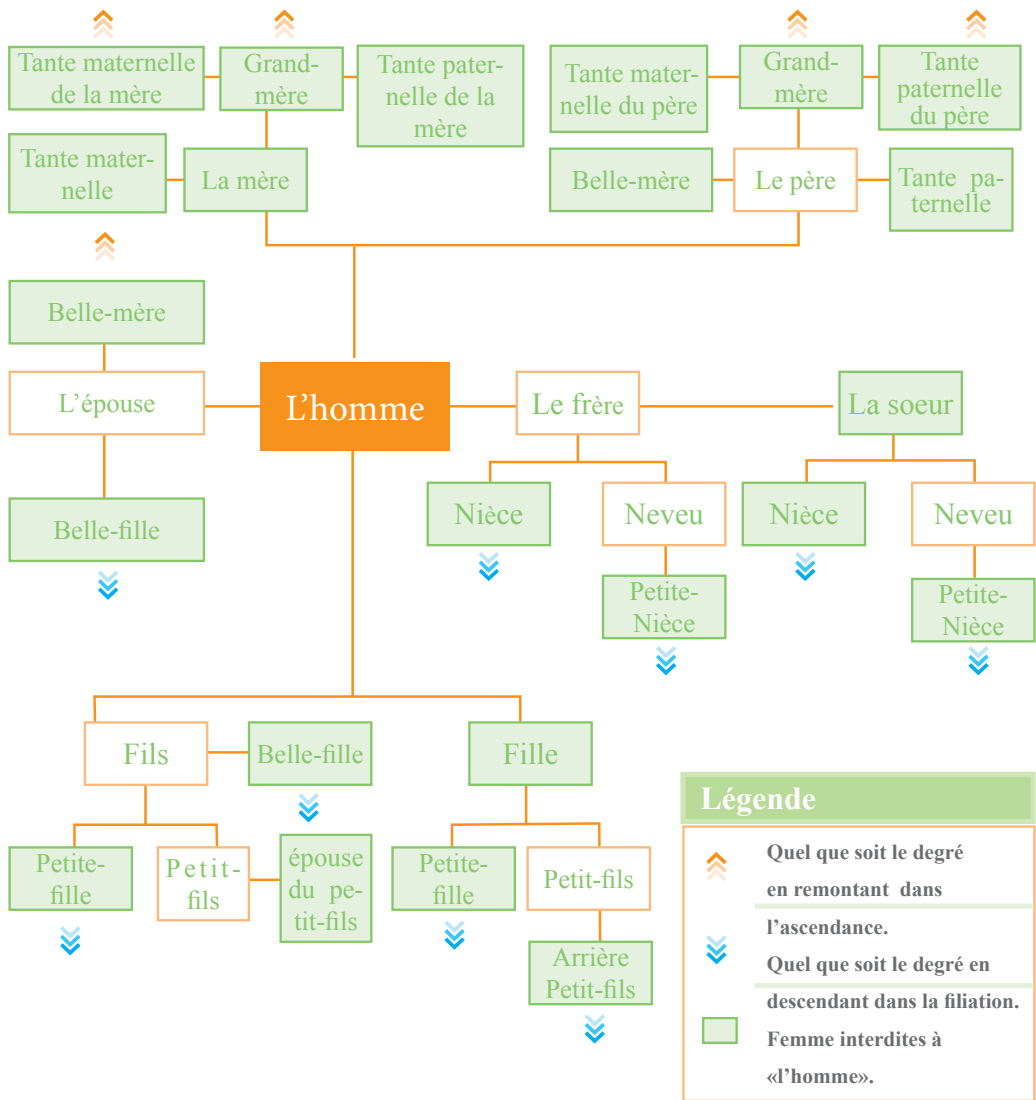 Tante maternelle
de la mère
Grand-
mère
Tante pater-
nelle de la
mère
Tante mater-
nelle du père
Grand-
mère
Tante
paternelle
du père
Tante mater-
nelle
La mère
Belle-mère
Le père
Tante pa-
ternelle
Belle-mère
L'épouse
L'homme
Le frère
La soeur
Belle-fille
Nièce
Neveu
Nièce
Neveu
Petite-
Nièce
Petite-
Nièce
Fils
Belle-fille
Fille
Petite-
fille
Petit-
fils
épouse
du pe-
tit-fils
Petite-
fille
Petit-fils
Arrière
Petit-fils
Légende
Quel que soit le degré
en remontant dans
l'ascendance.
Quel que soit le degré en
descendant dans la filiation.
Femme interdites à
«l'homme».